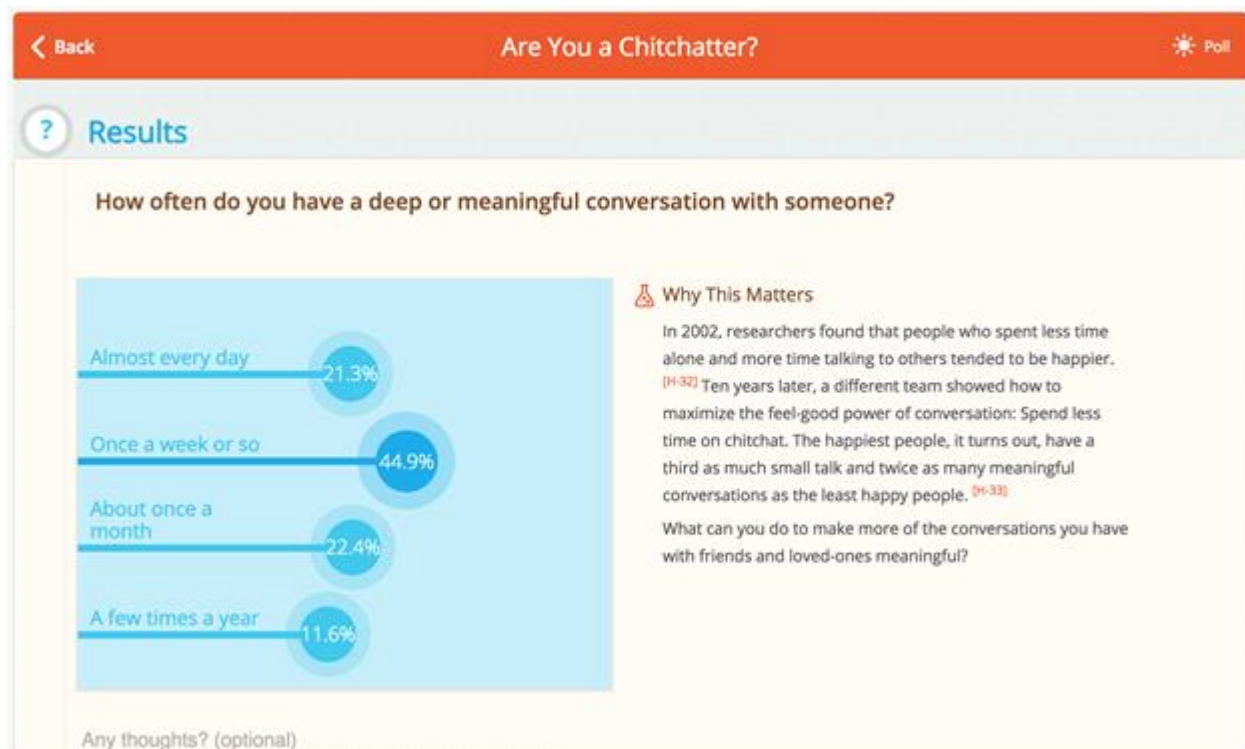 Back
Are You a Chitchatter?
Poll
?
Results
How often do you have a deep or meaningful conversation with someone?
Almost every day
21.3%
Once a week or so
44.9%
About once a
month
22.4%
A few times a year
11.6%
Why This Matters
In 2002, researchers found that people who spent less time
alone and more time talking to others tended to be happier.
[H-32] Ten years later, a different team showed how to
maximize the feel-good power of conversation: Spend less
time on chitchat. The happiest people, it turns out, have a
third as much small talk and twice as many meaningful
conversations as the least happy people. [H-33]
What can you do to make more of the conversations you have
with friends and loved-ones meaningful?
Any thoughts? (optional)